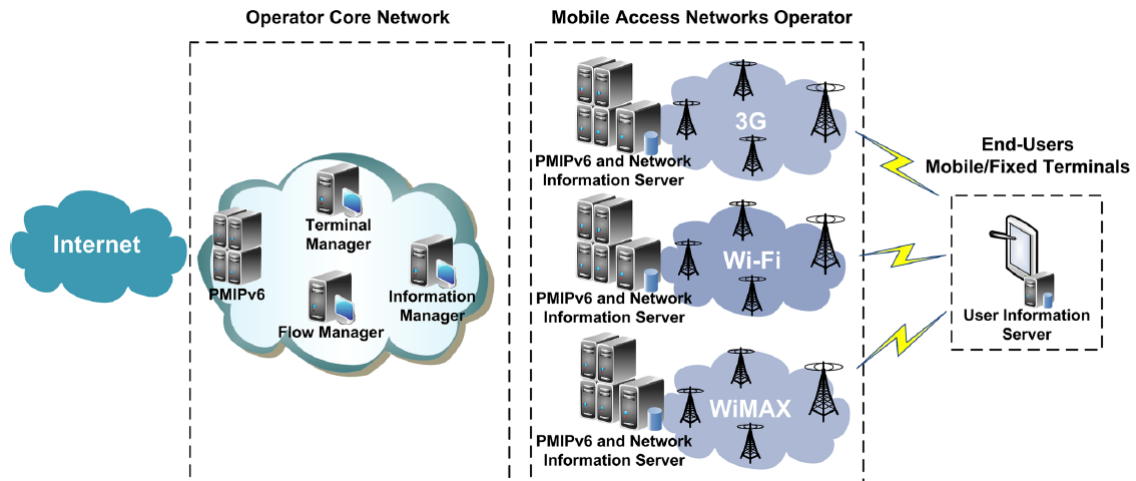 Operator Core Network
Mobile Access Networks Operator
Internet
PMIPv6
Terminal
Manager
Flow Manager
Information
Manager
3G
PMIPv6 and Network
Information Server
Wi-Fi
PMIPv6 and Network
Information Server
WiMAX
PMIPv6 and Network
Information Server
End-Users
Mobile/Fixed Terminals
User Information
Server